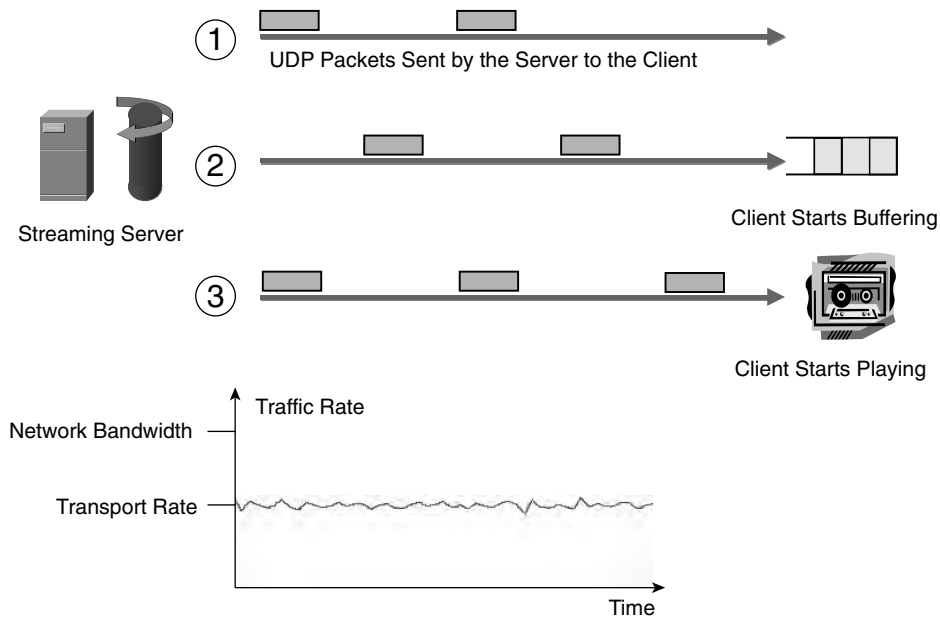 1
UDP Packets Sent by the Server to the Client
2
Streaming Server
Client Starts Buffering
3
Client Starts Playing
Traffic Rate
Network Bandwidth
Transport Rate
Time